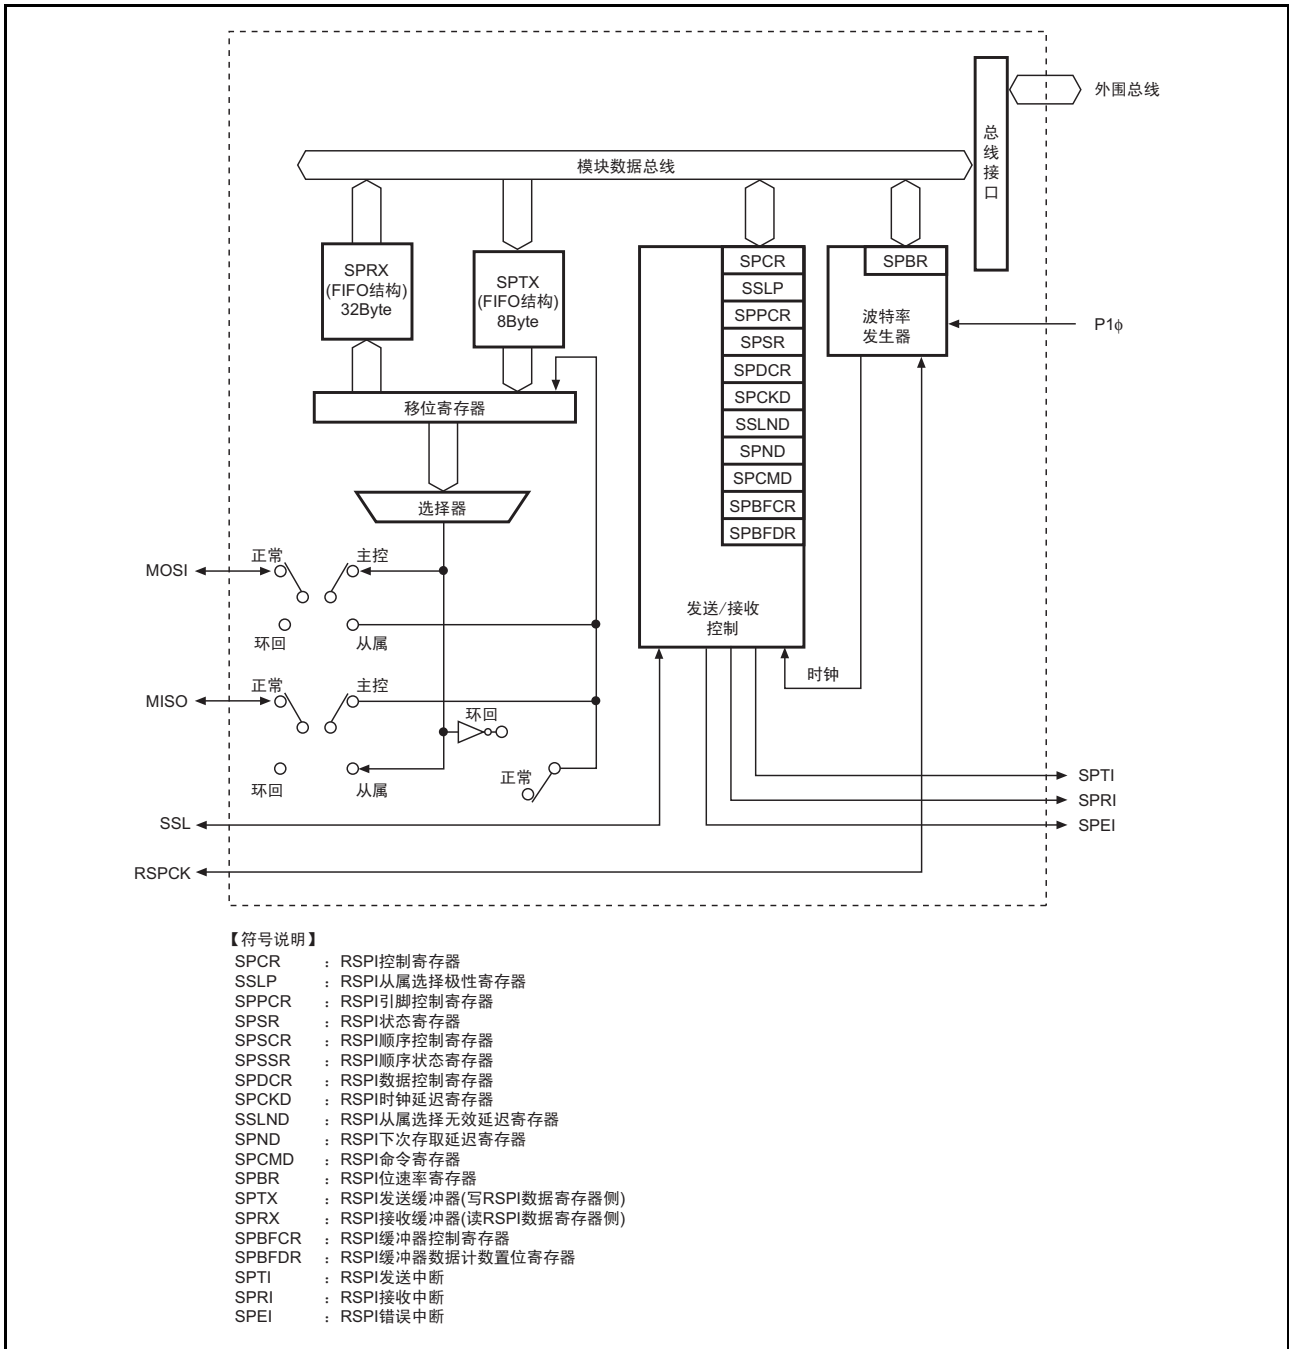 外围总线
总线接口
模块数据总线
SPRX
(FIFO结构)
32Byte
SPTX
(FIFO结构)
8Byte
SPCR
SSLP
SPPCR
SPSR
SPDCR
SPCKD
SSLND
SPND
SPCMD
SPBFCR
SPBFDR
SPBR
波特率
发生器
P1ϕ
移位寄存器
选择器
正常
主控
MOSI
环回
从属
发送/接收
控制
时钟
正常
主控
MISO
环回
环回
从属
正常
SPTI
SPRI
SPEI
SSL
RSPCK
【符号说明】
SPCR : RSPI控制寄存器
SSLP : RSPI从属选择极性寄存器
SPPCR : RSPI引脚控制寄存器
SPSR : RSPI状态寄存器
SPSCR : RSPI顺序控制寄存器
SPSSR : RSPI顺序状态寄存器
SPDCR : RSPI数据控制寄存器
SPCKD : RSPI时钟延迟寄存器
SSLND : RSPI从属选择无效延迟寄存器
SPND : RSPI下次存取延迟寄存器
SPCMD : RSPI命令寄存器
SPBR : RSPI位速率寄存器
SPTX : RSPI发送缓冲器(写RSPI数据寄存器侧)
SPRX : RSPI接收缓冲器(读RSPI数据寄存器侧)
SPBFCR : RSPI缓冲器控制寄存器
SPBFDR : RSPI缓冲器数据计数置位寄存器
SPTI : RSPI发送中断
SPRI : RSPI接收中断
SPEI : RSPI错误中断